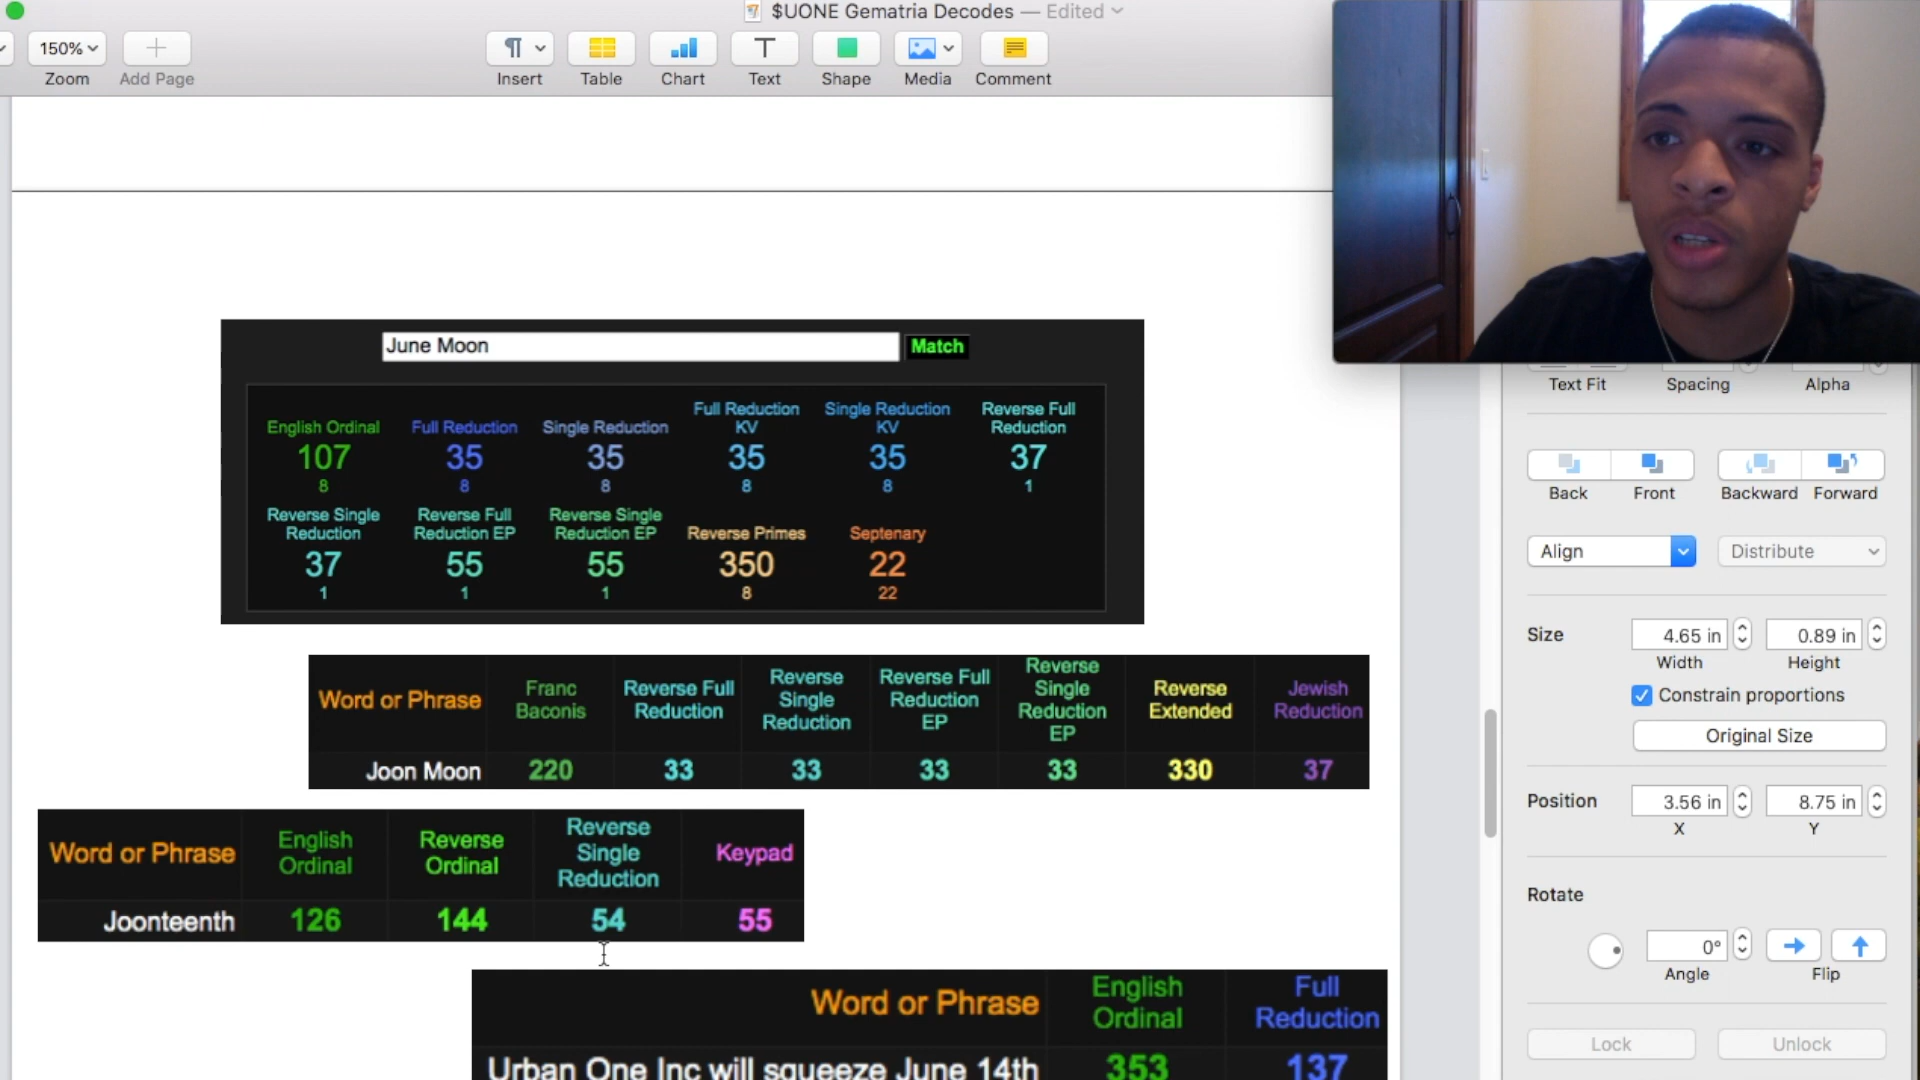 $UONE Gematria Decodes — Edited
150%
Zoom
Add Page
Insert
Table
Chart
Text
Shape
Media
Comment
June Moon
Match
English Ordinal
107
8
Full Reduction
35
8
Single Reduction
35
8
Full Reduction
KV
35
8
Single Reduction
KV
35
8
Reverse Full
Reduction
37
1
Reverse Single
Reduction
37
1
Reverse Full
Reduction EP
55
1
Reverse Single
Reduction EP
55
1
Reverse Primes
350
8
Septenary
22
22
Word or Phrase
Franc
Baconis
Reverse Full
Reduction
Reverse
Single
Reduction
Reverse Full
Reduction
EP
Reverse
Single
Reduction
EP
Reverse
Extended
Jewish
Reduction
Joon Moon 220 33 33 33 33 330 37
Word or Phrase
English
Ordinal
Reverse
Ordinal
Reverse
Single
Reduction
Keypad
Joonteenth 126 144 54 55
Word or Phrase
English
Ordinal
Full
Reduction
Urban One Inc will squeeze June 14th 353 137
Text Fit
Spacing
Alpha
Back
Front
Backward
Forward
Align
Distribute
Size
4.65 in
Width
0.89 in
Height
Constrain proportions
Original Size
Position
3.56 in
X
8.75 in
Y
Rotate
0°
Angle
Flip
Lock
Unlock